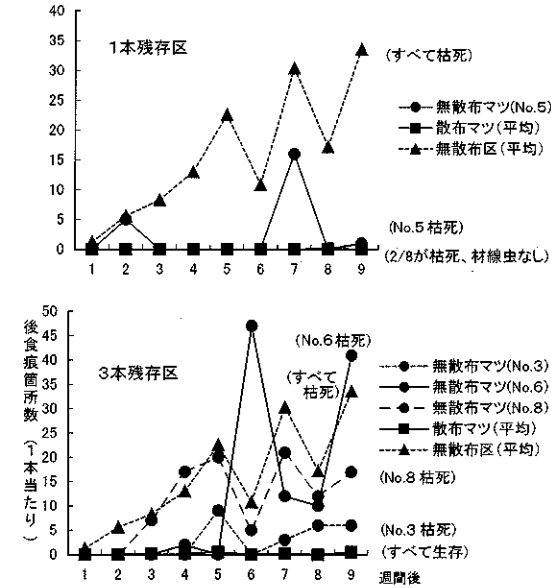 1本残存区
(すべて枯死)
40
35
30
25
20
15
10
5
0
無散布マツ(No.5)
散布マツ(平均)
無散布区(平均)
(No.5枯死)
(2/8が枯死、材線虫なし)
1 2 3 4 5 6 7 8 9
後食痕箇所数(1本当たり)
50
45
40
35
30
25
20
15
10
5
0
3本残存区
(No.6枯死)
(すべて
枯死)
無散布マツ(No.3)
無散布マツ(No.6)
無散布マツ(No.8)
散布マツ(平均)
無散布区(平均)
(No.8枯死)
(No.3枯死)
(すべて生存)
1 2 3 4 5 6 7 8 9 週間後